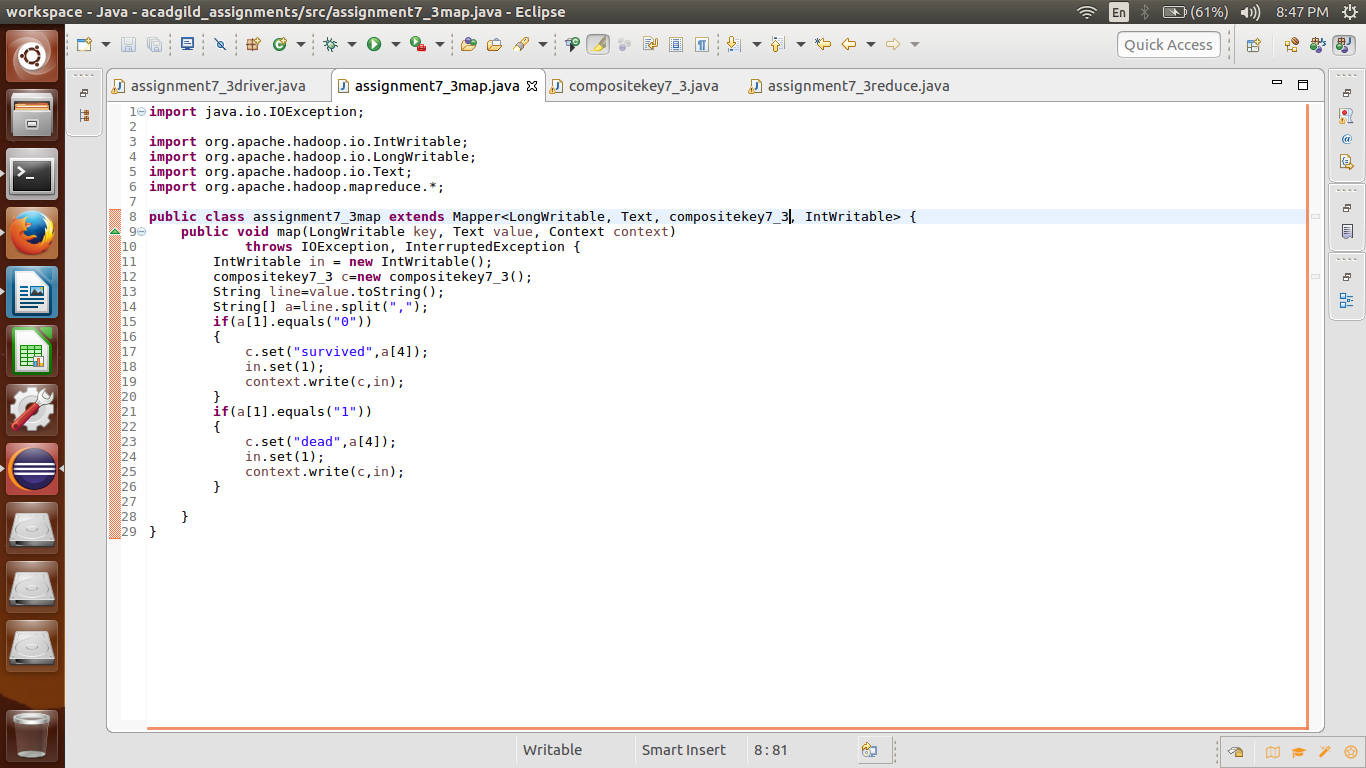 workspace - Java - acadgild_assignments/src/assignment7_3map.java - Eclipse
En
(61%)
8:47 PM
Quick Access
assignment7_3driver.java
assignment7_3map.java
compositekey7_3.java
assignment7_3reduce.java
1 import java.io.IOException;
2
3 import org.apache.hadoop.io.IntWritable;
4 import org.apache.hadoop.io.LongWritable;
5 import org.apache.hadoop.io.Text;
6 import org.apache.hadoop.mapreduce.*;
7
8 public class assignment7_3map extends Mapper<LongWritable, Text, compositekey7_3, IntWritable> {
9     public void map(LongWritable key, Text value, Context context)
10             throws IOException, InterruptedException {
11         IntWritable in = new IntWritable();
12         compositekey7_3 c=new compositekey7_3();
13         String line=value.toString();
14         String[] a=line.split(",");
15         if(a[1].equals("0"))
16         {
17             c.set("survived",a[4]);
18             in.set(1);
19             context.write(c,in);
20         }
21         if(a[1].equals("1"))
22         {
23             c.set("dead",a[4]);
24             in.set(1);
25             context.write(c,in);
26         }
27
28     }
29 }
Writable
Smart Insert
8 : 81